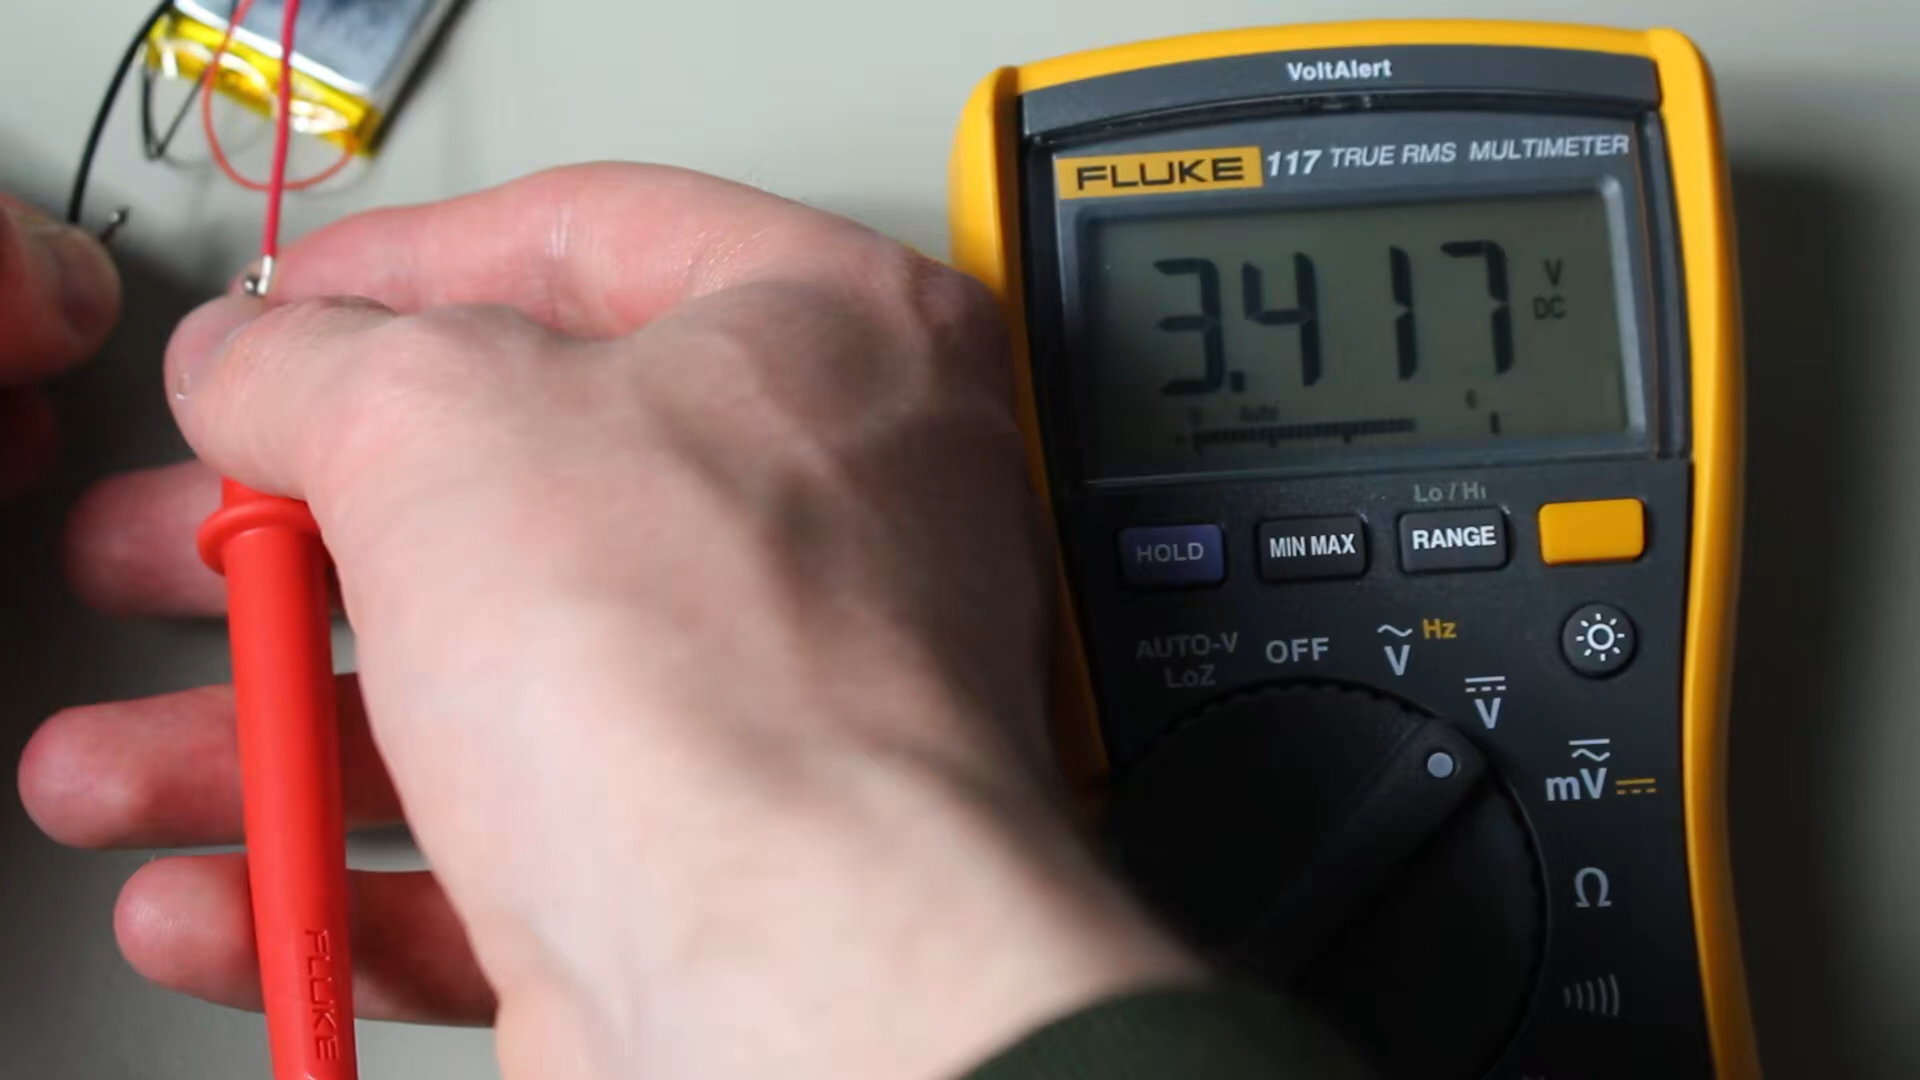 VoltAlert
FLUKE 117 TRUE RMS MULTIMETER
3.417 V DC
Auto
Lo / Hi
HOLD MIN MAX RANGE
AUTO-V LoZ
OFF
V Hz
V
mV
Ω
FLUKE